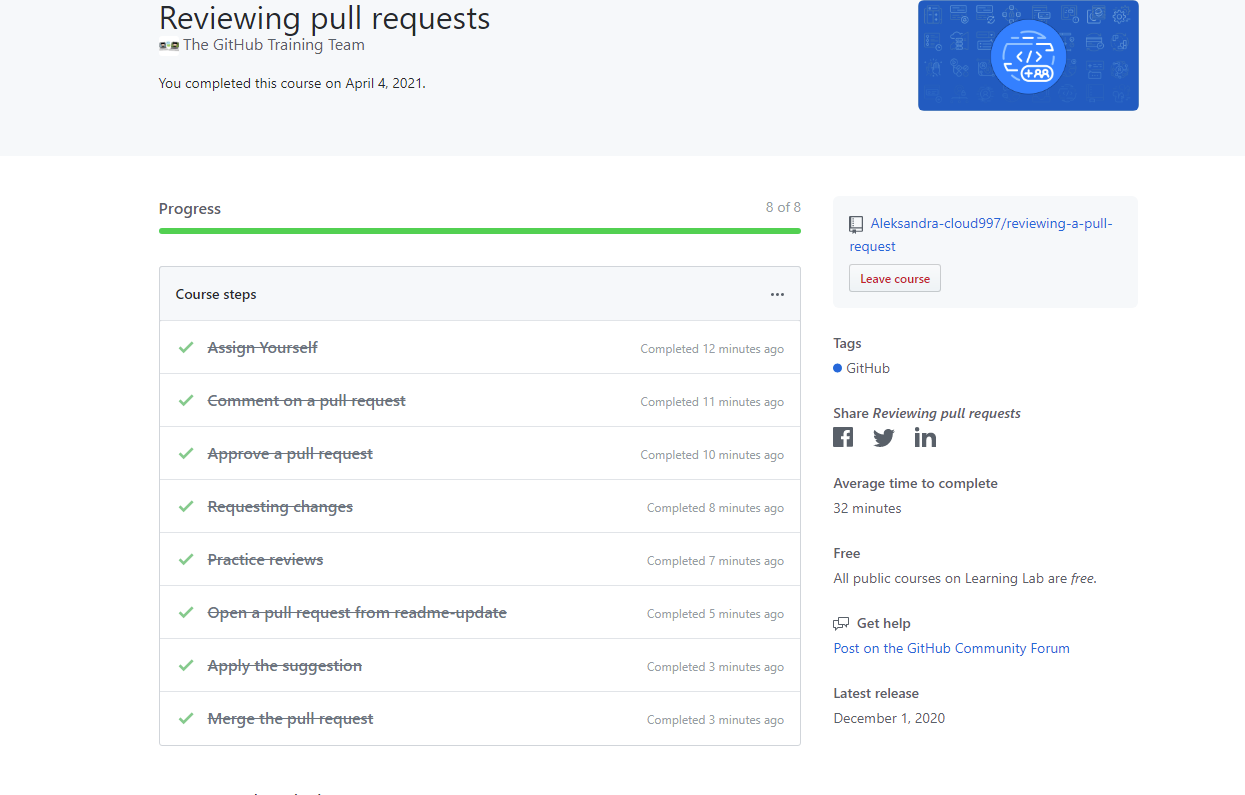 Reviewing pull requests
The GitHub Training Team
You completed this course on April 4, 2021.
Progress
8 of 8
Course steps
Assign Yourself
Completed 12 minutes ago
Comment on a pull request
Completed 11 minutes ago
Approve a pull request
Completed 10 minutes ago
Requesting changes
Completed 8 minutes ago
Practice reviews
Completed 7 minutes ago
Open a pull request from readme-update
Completed 5 minutes ago
Apply the suggestion
Completed 3 minutes ago
Merge the pull request
Completed 3 minutes ago
Aleksandra-cloud997/reviewing-a-pull-
request
Leave course
Tags
GitHub
Share Reviewing pull requests
Average time to complete
32 minutes
Free
All public courses on Learning Lab are free.
Get help
Post on the GitHub Community Forum
Latest release
December 1, 2020